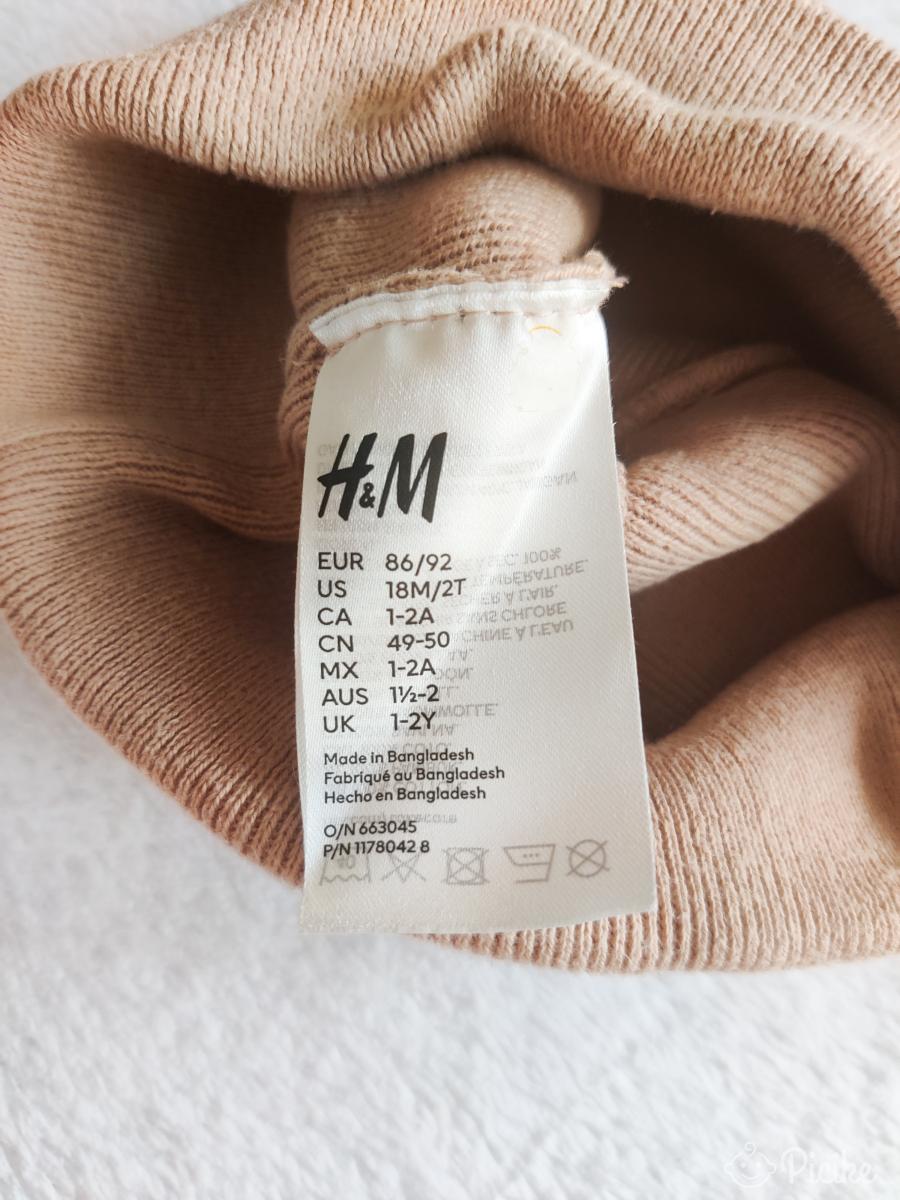 H&M
EUR 86/92
US 18M/2T
CA 1-2A
CN 49-50
MX 1-2A
AUS 1½-2
UK 1-2Y
Made in Bangladesh
Fabriqué au Bangladesh
Hecho en Bangladesh
O/N 663045
P/N 1178042 8
Picike